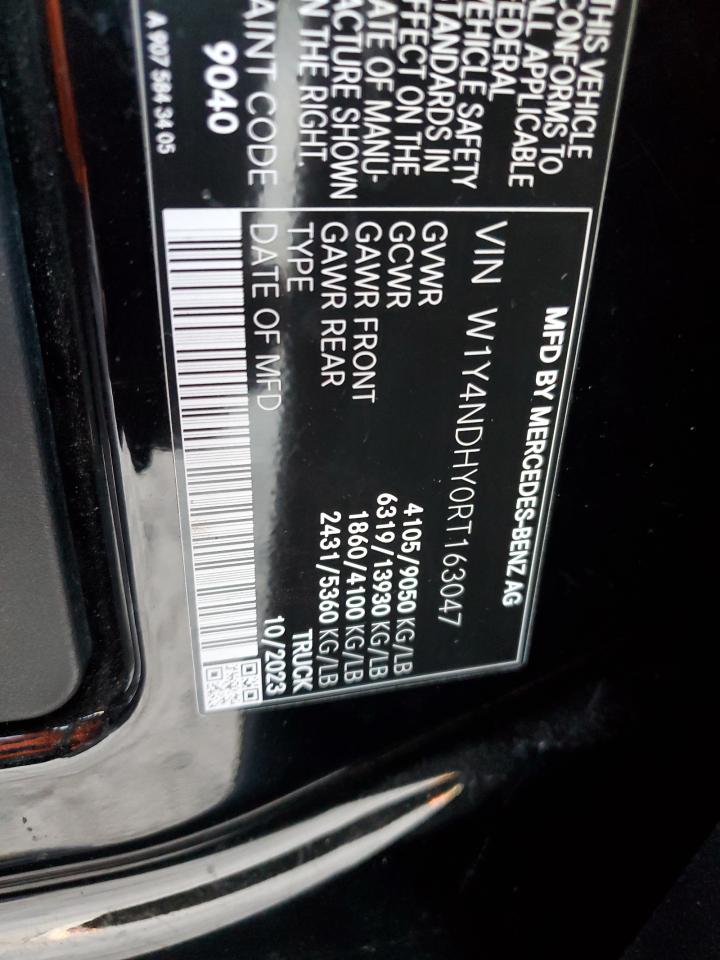 THIS VEHICLE
CONFORMS TO
ALL APPLICABLE
FEDERAL
VEHICLE SAFETY
STANDARDS IN
EFFECT ON THE
DATE OF MANU-
FACTURE SHOWN
ON THE RIGHT.
PAINT CODE
9040
A 907 584 34 05
MFD BY MERCEDES-BENZ AG
VIN W1Y4NDHY0RT163047
GVWR 4105/9050 KG/LB
GCWR 6319/13930 KG/LB
GAWR FRONT 1860/4100 KG/LB
GAWR REAR 2431/5360 KG/LB
TYPE TRUCK
DATE OF MFD 10/2023